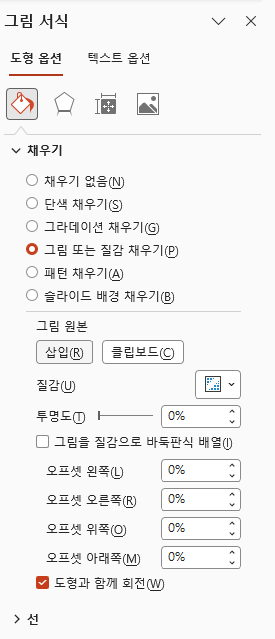 그림 서식
도형 옵션 텍스트 옵션
채우기
채우기 없음(N)
단색 채우기(S)
그라데이션 채우기(G)
그림 또는 질감 채우기(P)
패턴 채우기(A)
슬라이드 배경 채우기(B)
그림 원본
삽입(R) 클립보드(C)
질감(U)
투명도(T) 0%
그림을 질감으로 바둑판식 배열(I)
오프셋 왼쪽(L) 0%
오프셋 오른쪽(R) 0%
오프셋 위쪽(O) 0%
오프셋 아래쪽(M) 0%
도형과 함께 회전(W)
선